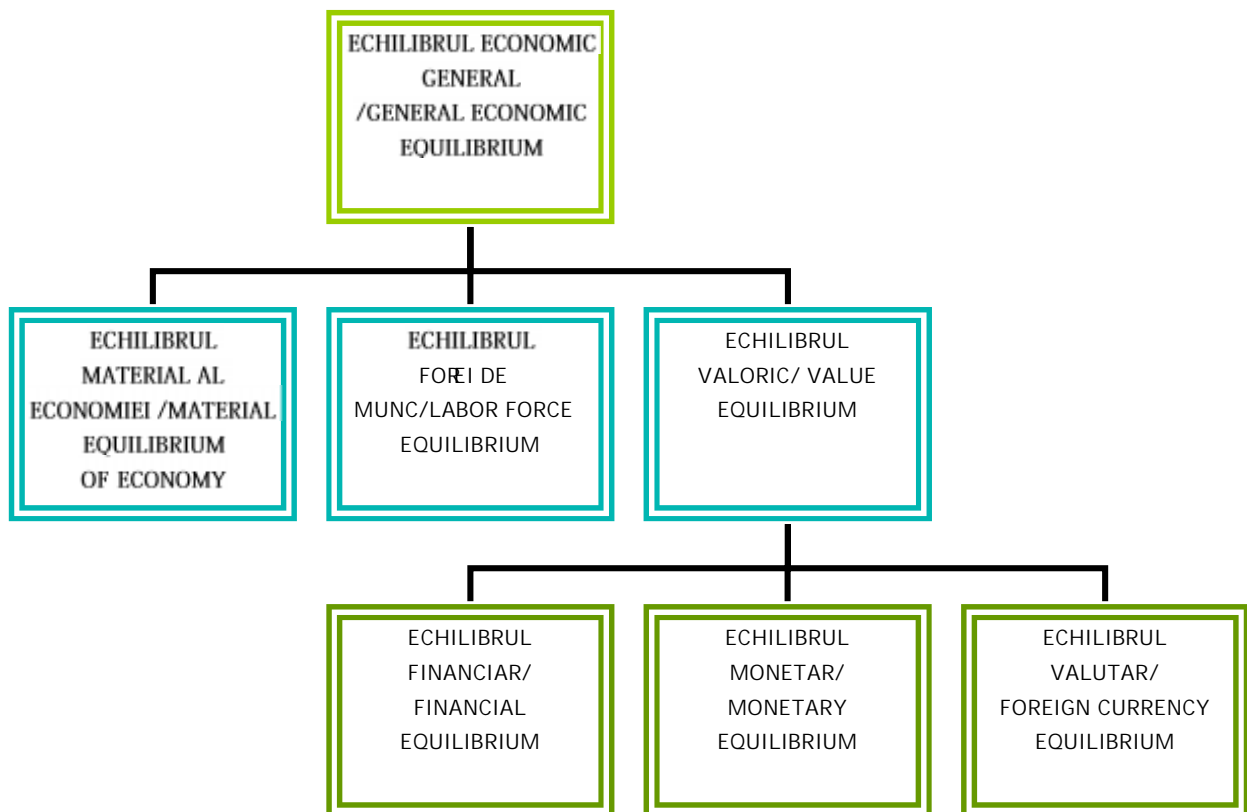 ECHILIBRUL ECONOMIC
GENERAL
/GENERAL ECONOMIC
EQUILIBRIUM
ECHILIBRUL
MATERIAL AL
ECONOMIEI /MATERIAL
EQUILIBRIUM
OF ECONOMY
ECHILIBRUL
FOREI DE
MUNC/LABOR FORCE
EQUILIBRIUM
ECHILIBRUL
VALORIC/ VALUE
EQUILIBRIUM
ECHILIBRUL
FINANCIAR/
FINANCIAL
EQUILIBRIUM
ECHILIBRUL
MONETAR/
MONETARY
EQUILIBRIUM
ECHILIBRUL
VALUTAR/
FOREIGN CURRENCY
EQUILIBRIUM